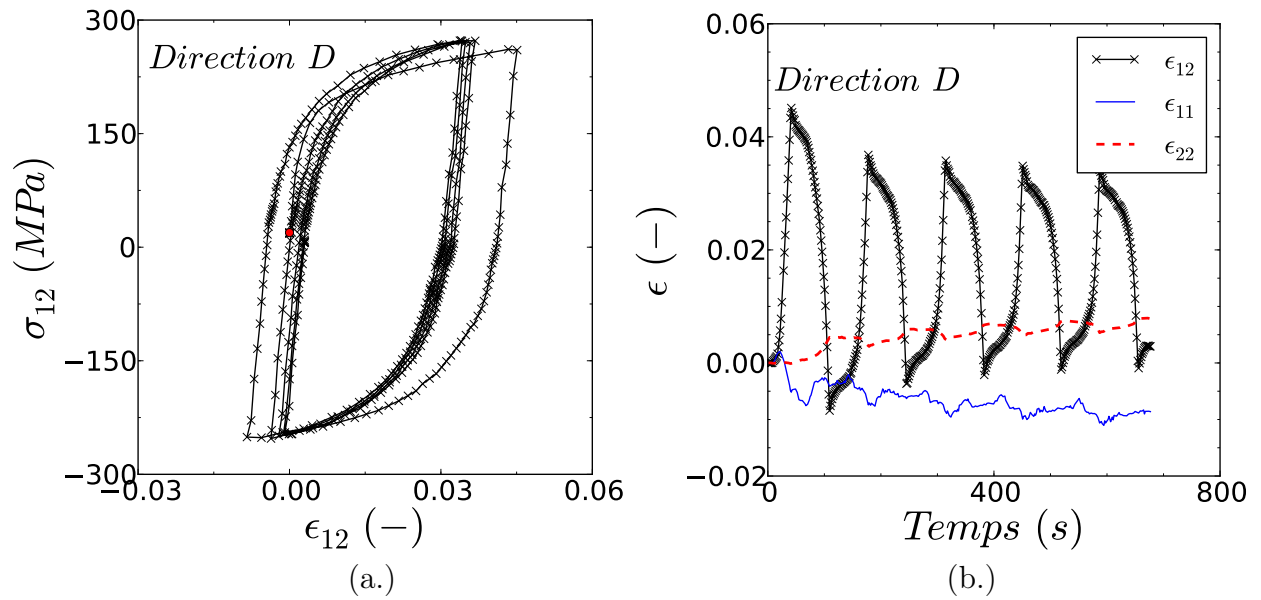 300
150
0
−150
−300
σ12 (MPa)
Direction D
−0.03
0.00
0.03
0.06
ϵ12 (−)
(a.)
0.06
0.04
0.02
0.00
−0.02
ϵ (−)
Direction D
ϵ12
ϵ11
ϵ22
0
400
800
Temps (s)
(b.)